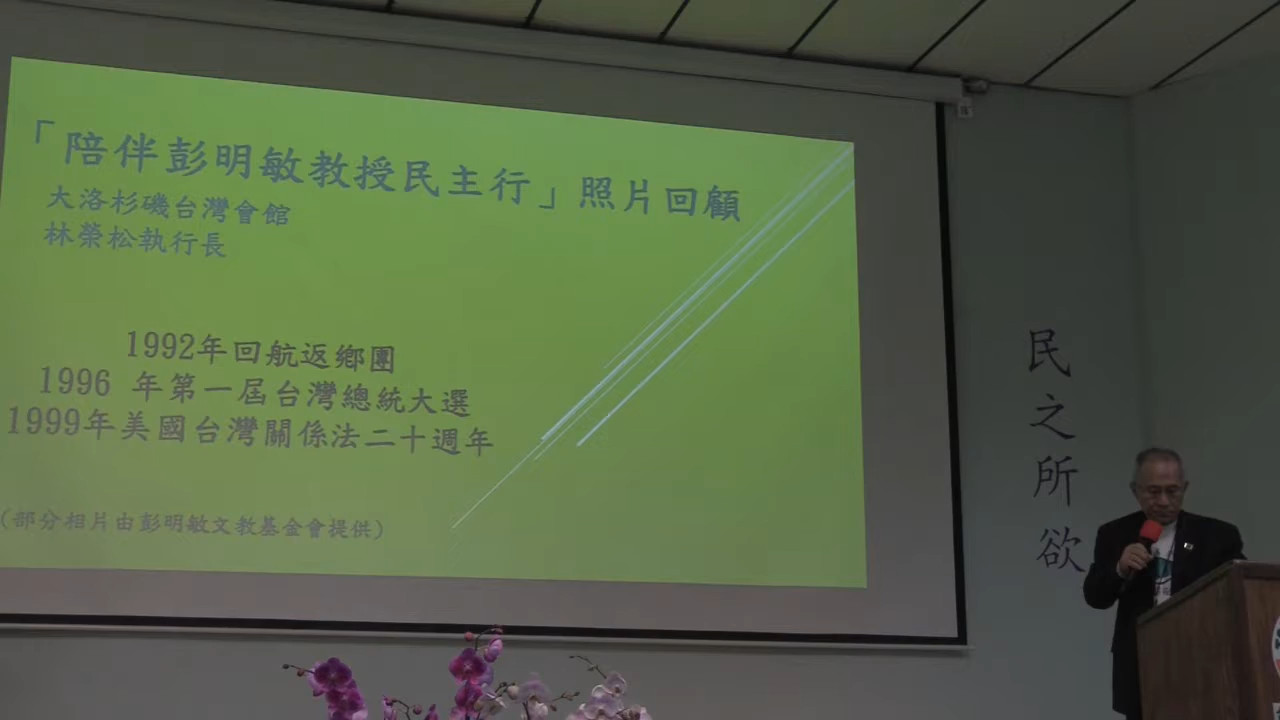 「陪伴彭明敏教授民主行」照片回顧
大洛杉磯台灣會館
林榮松執行長
1992年回航返鄉團
1996 年第一屆台灣總統大選
1999年美國台灣關係法二十週年
(部分相片由彭明敏文教基金會提供)
民之所欲